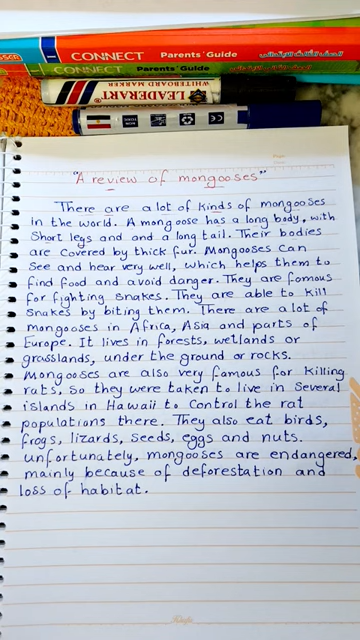 CONNECT Parents' Guide
CONNECT Parents' Guide
LEADERART WHITEBOARD MARKER
"A review of mongooses"
There are a lot of kinds of mongooses
in the world. A mongoose has a long body, with
Short legs and and a long tail. Their bodies
are covered by thick fur. Mongooses can
See and hear very well, which helps them to
find food and avoid danger. They are famous
for fighting snakes. They are able to kill
Snakes by biting them. There are a lot of
mongooses in Africa, Asia and parts of
Europe. It lives in forests, wetlands or
grasslands, under the ground or rocks.
Mongooses are also very famous for killing
rats, So they were taken to live in Several
islands in Hawaii to Control the rat
populations there. They also eat birds,
frogs, lizards, Seeds, eggs and nuts.
unfortunately, mongooses are endangered,
mainly because of deforestation and
loss of habitat.